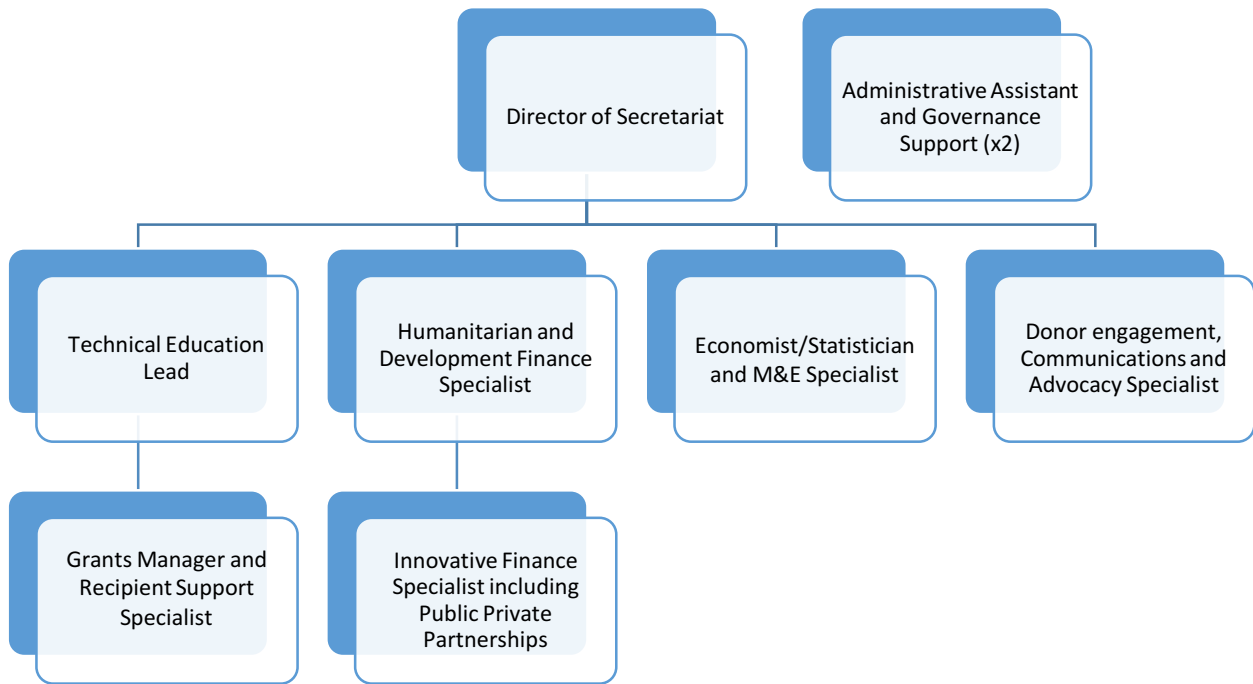 Director of Secretariat
Administrative Assistant
and Governance
Support (x2)
Technical Education
Lead
Humanitarian and
Development Finance
Specialist
Economist/Statistician
and M&E Specialist
Donor engagement,
Communications and
Advocacy Specialist
Grants Manager and
Recipient Support
Specialist
Innovative Finance
Specialist including
Public Private
Partnerships